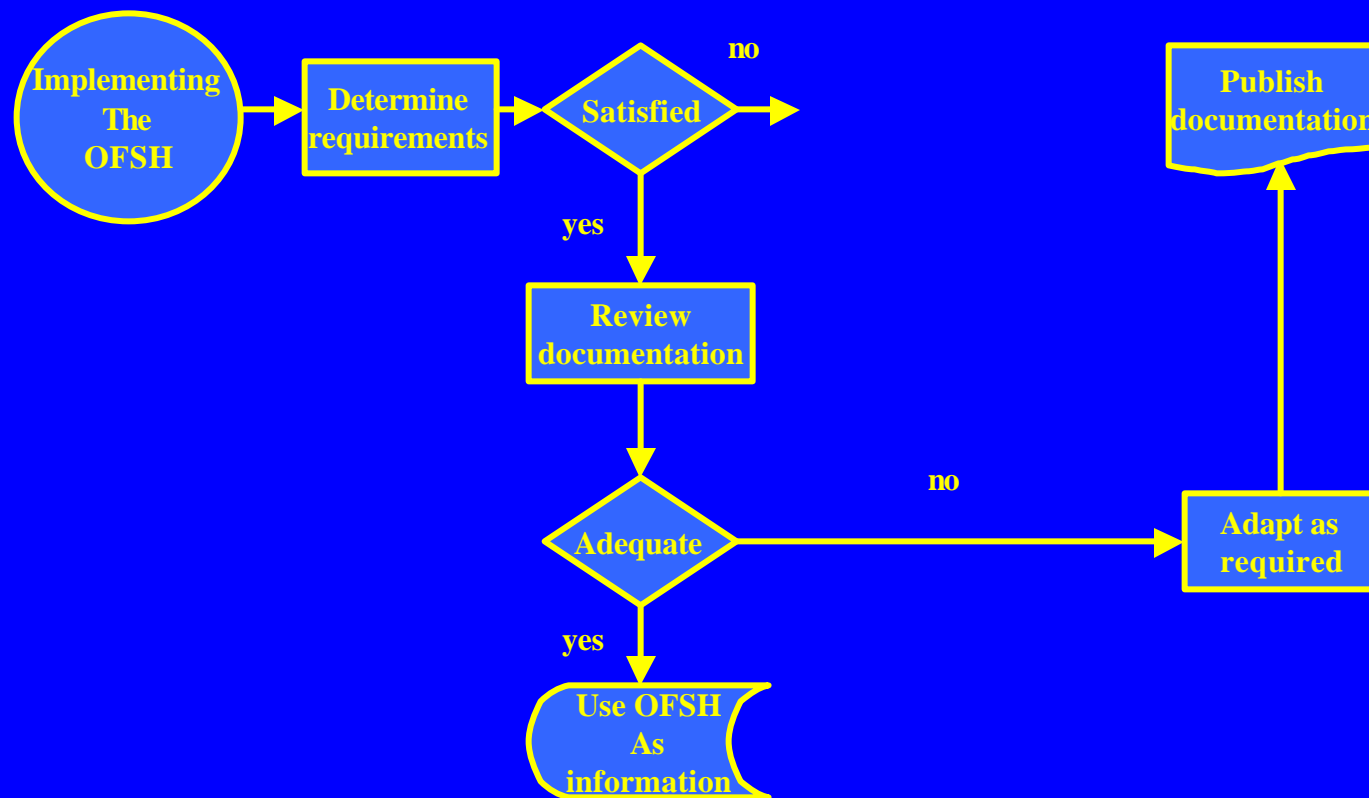 Implementing
The
OFSH
Determine
requirements
Satisfied
no
Publish
documentation
yes
Review
documentation
Adequate
no
Adapt as
required
yes
Use OFSH
As
information